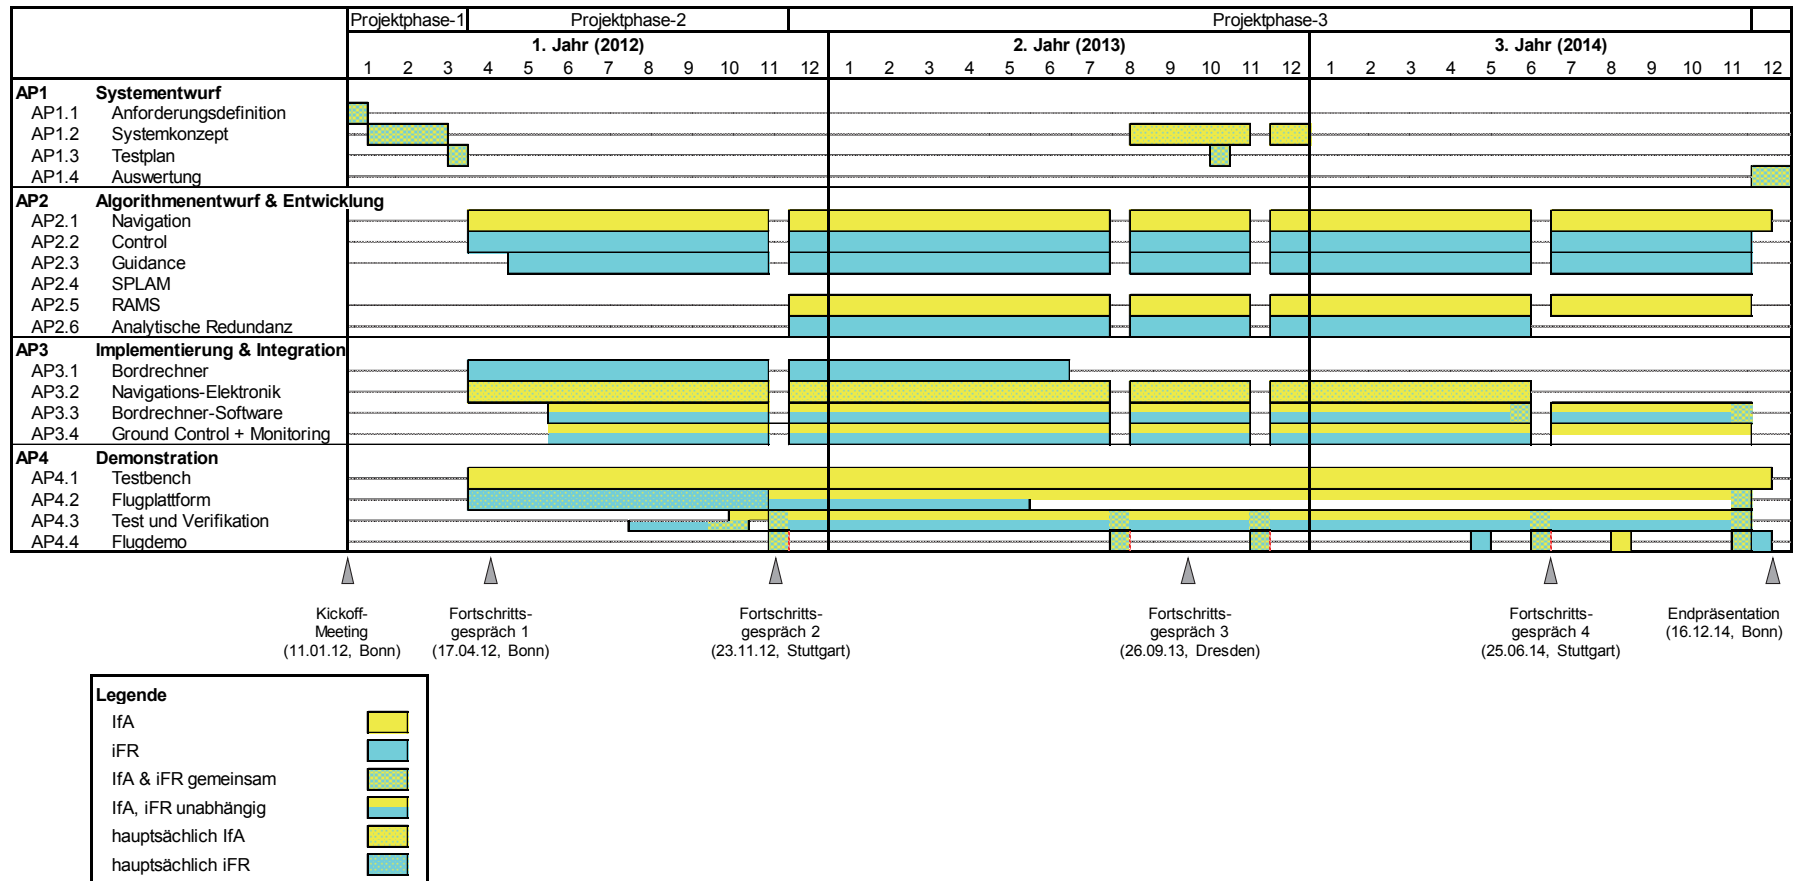 Projektphase-1 Projektphase-2 Projektphase-3
1. Jahr (2012) 2. Jahr (2013) 3. Jahr (2014)
1 2 3 4 5 6 7 8 9 10 11 12 1 2 3 4 5 6 7 8 9 10 11 12 1 2 3 4 5 6 7 8 9 10 11 12
AP1 Systementwurf
AP1.1 Anforderungsdefinition
AP1.2 Systemkonzept
AP1.3 Testplan
AP1.4 Auswertung
AP2 Algorithmenentwurf & Entwicklung
AP2.1 Navigation
AP2.2 Control
AP2.3 Guidance
AP2.4 SPLAM
AP2.5 RAMS
AP2.6 Analytische Redundanz
AP3 Implementierung & Integration
AP3.1 Bordrechner
AP3.2 Navigations-Elektronik
AP3.3 Bordrechner-Software
AP3.4 Ground Control + Monitoring
AP4 Demonstration
AP4.1 Testbench
AP4.2 Flugplattform
AP4.3 Test und Verifikation
AP4.4 Flugdemo
Kickoff-
Meeting
(11.01.12, Bonn)
Fortschritts-
gespräch 1
(17.04.12, Bonn)
Fortschritts-
gespräch 2
(23.11.12, Stuttgart)
Fortschritts-
gespräch 3
(26.09.13, Dresden)
Fortschritts-
gespräch 4
(25.06.14, Stuttgart)
Endpräsentation
(16.12.14, Bonn)
Legende
IfA
iFR
IfA & iFR gemeinsam
IfA, iFR unabhängig
hauptsächlich IfA
hauptsächlich iFR